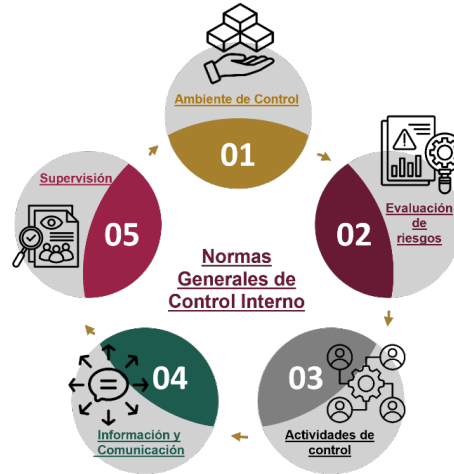 Ambiente de Control
01
Evaluación
de
riesgos
02
Actividades de
control
03
Información y
Comunicación
04
Supervisión
05
Normas
Generales de
Control Interno